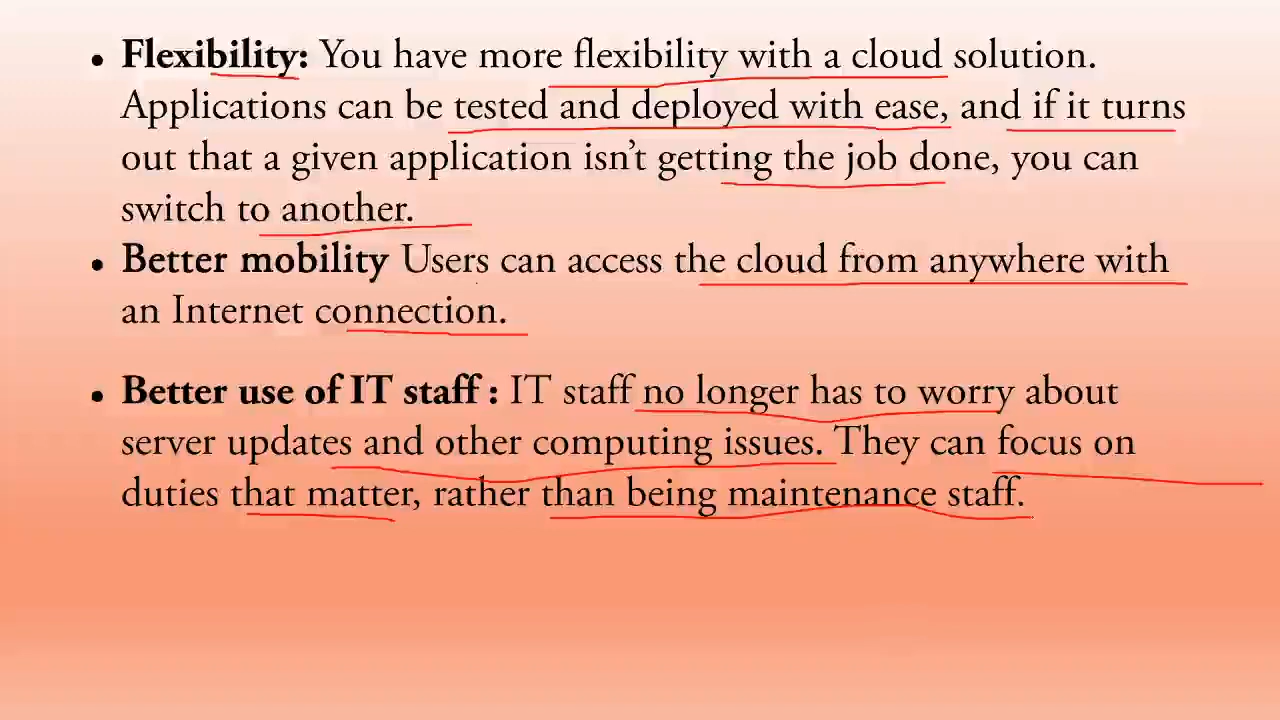 • Flexibility: You have more flexibility with a cloud solution.
Applications can be tested and deployed with ease, and if it turns
out that a given application isn’t getting the job done, you can
switch to another.
• Better mobility Users can access the cloud from anywhere with
an Internet connection.
• Better use of IT staff : IT staff no longer has to worry about
server updates and other computing issues. They can focus on
duties that matter, rather than being maintenance staff.